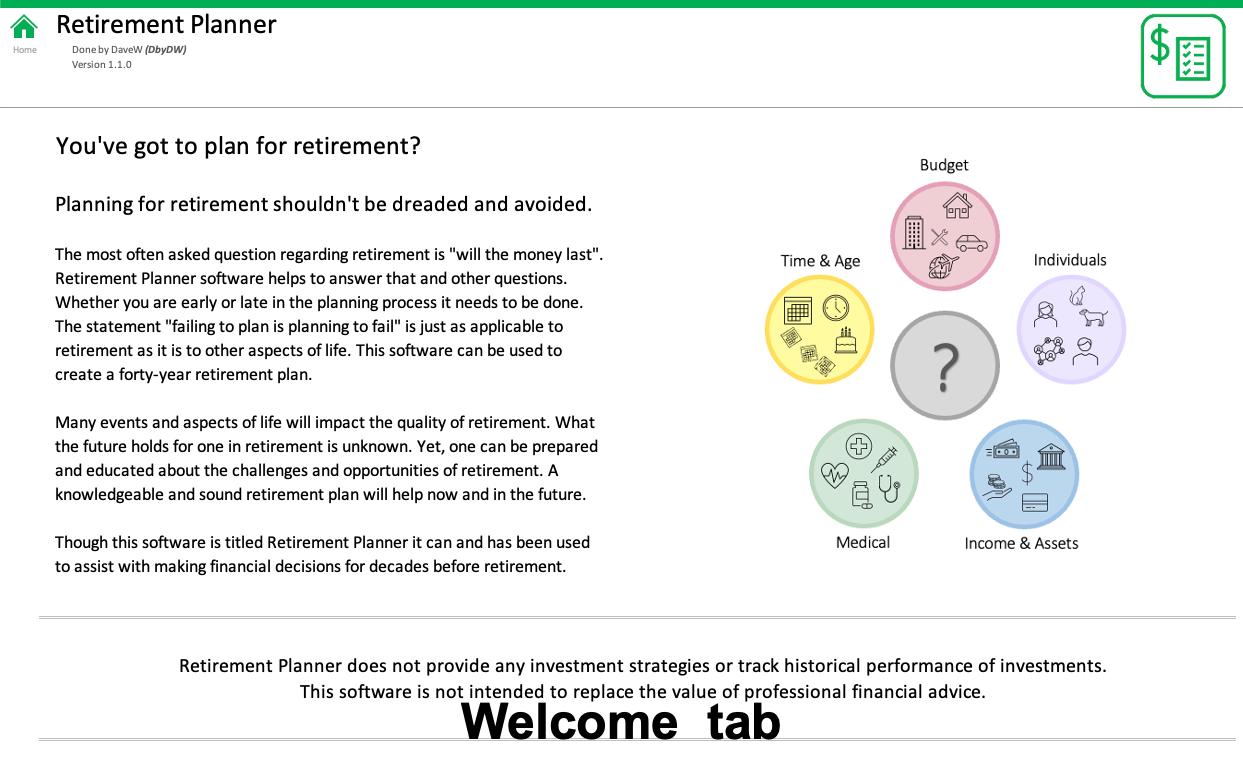 Retirement Planner
Home
Done by DaveW (DbyDW)
Version 1.1.0
You've got to plan for retirement?
Planning for retirement shouldn't be dreaded and avoided.
The most often asked question regarding retirement is "will the money last".
Retirement Planner software helps to answer that and other questions.
Whether you are early or late in the planning process it needs to be done.
The statement "failing to plan is planning to fail" is just as applicable to
retirement as it is to other aspects of life. This software can be used to
create a forty-year retirement plan.
Many events and aspects of life will impact the quality of retirement. What
the future holds for one in retirement is unknown. Yet, one can be prepared
and educated about the challenges and opportunities of retirement. A
knowledgeable and sound retirement plan will help now and in the future.
Though this software is titled Retirement Planner it can and has been used
to assist with making financial decisions for decades before retirement.
Budget
Time & Age
Individuals
?
Medical
Income & Assets
Retirement Planner does not provide any investment strategies or track historical performance of investments.
This software is not intended to replace the value of professional financial advice.
Welcome tab